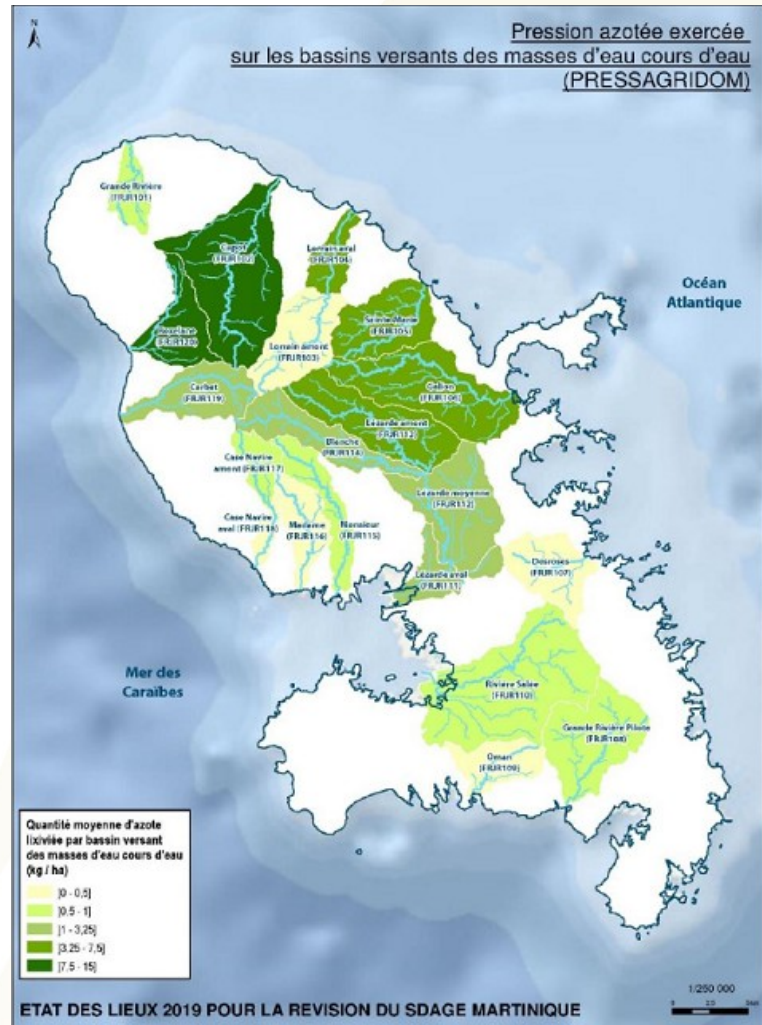 N
Pression azotée exercée
sur les bassins versants des masses d'eau cours d'eau
(PRESSAGRIDOM)
Grande Rivière
(FRJR101)
Capot
(FRJR102)
Lorrain aval
(FRJR104)
Océan
Atlantique
Sainte Marie
(FRJR105)
Roxelane
(FRJR120)
Lorrain amont
(FRJR103)
Galion
(FRJR106)
Carbet
(FRJR119)
Lézarde amont
Blanche
(FRJR114)
Case Navire
amont (FRJR117)
Lézarde moyenne
(FRJR112)
Case Navire
aval (FRJR118)
Madame
(FRJR116)
Monsieur
(FRJR115)
Desroses
(FRJR107)
Lézarde aval
(FRJR111)
Mer des
Caraïbes
Rivière Salée
(FRJR110)
Grande Rivière Pilote
(FRJR108)
Oman
(FRJR109)
Quantité moyenne d'azote
lixiviée par bassin versant
des masses d'eau cours d'eau
(kg / ha)
]0 - 0,5]
]0,5 - 1]
]1 - 3,25]
]3,25 - 7,5]
]7,5 - 15]
1/250 000
ETAT DES LIEUX 2019 POUR LA REVISION DU SDAGE MARTINIQUE